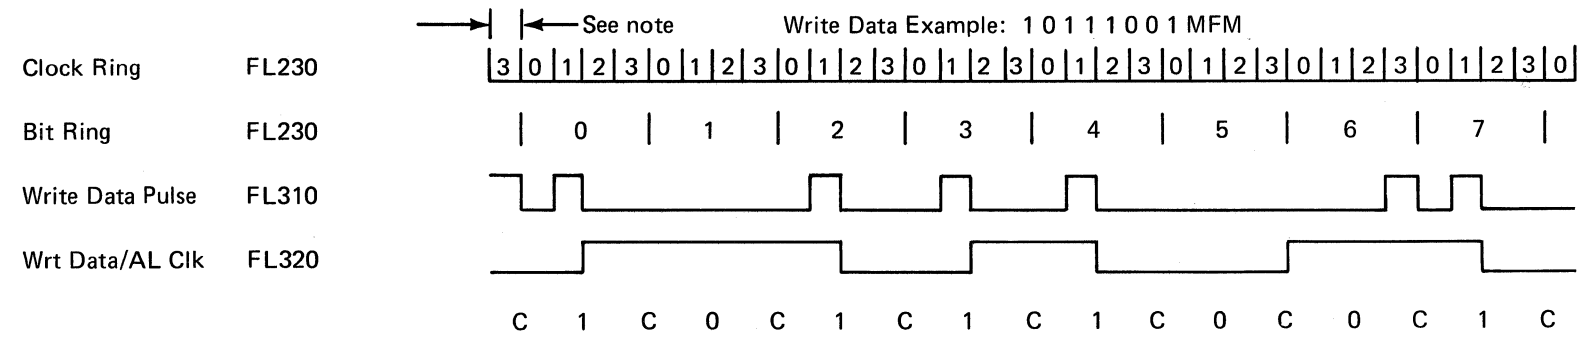 See note Write Data Example: 1 0 1 1 1 0 0 1 MFM
Clock Ring FL230 3 0 1 2 3 0 1 2 3 0 1 2 3 0 1 2 3 0 1 2 3 0 1 2 3 0 1 2 3 0 1 2 3 0
Bit Ring FL230 0 1 2 3 4 5 6 7
Write Data Pulse FL310
Wrt Data/AL Clk FL320
C 1 C 0 C 1 C 1 C 1 C 0 C 0 C 1 C